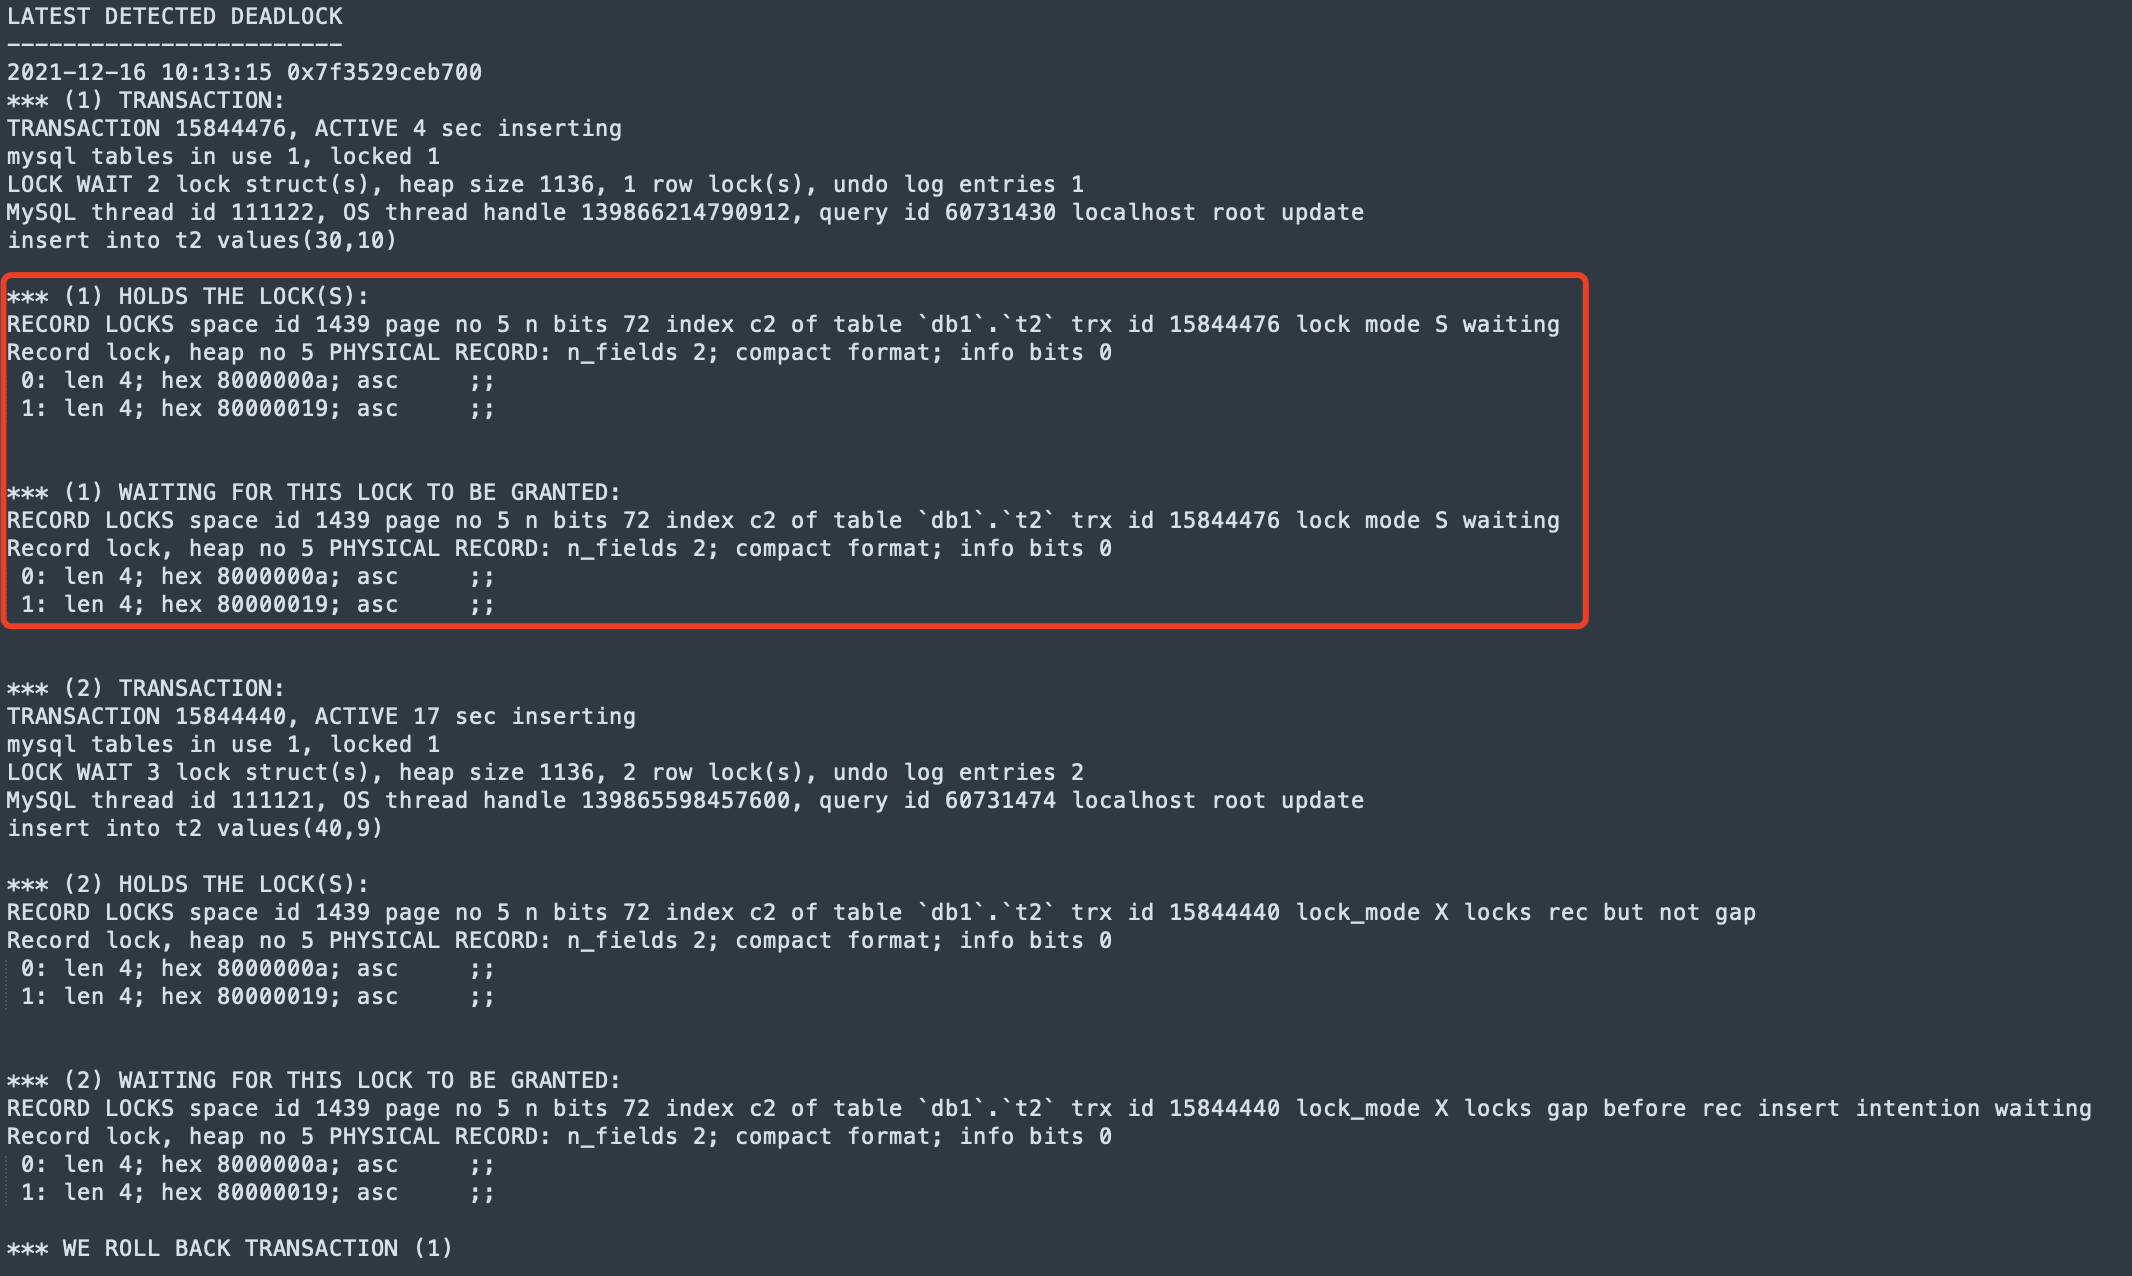 LATEST DETECTED DEADLOCK
------------------------
2021-12-16 10:13:15 0x7f3529ceb700
*** (1) TRANSACTION:
TRANSACTION 15844476, ACTIVE 4 sec inserting
mysql tables in use 1, locked 1
LOCK WAIT 2 lock struct(s), heap size 1136, 1 row lock(s), undo log entries 1
MySQL thread id 111122, OS thread handle 139866214790912, query id 60731430 localhost root update
insert into t2 values(30,10)
*** (1) HOLDS THE LOCK(S):
RECORD LOCKS space id 1439 page no 5 n bits 72 index c2 of table `db1`.`t2` trx id 15844476 lock mode S waiting
Record lock, heap no 5 PHYSICAL RECORD: n_fields 2; compact format; info bits 0
 0: len 4; hex 8000000a; asc     ;;
 1: len 4; hex 80000019; asc     ;;
*** (1) WAITING FOR THIS LOCK TO BE GRANTED:
RECORD LOCKS space id 1439 page no 5 n bits 72 index c2 of table `db1`.`t2` trx id 15844476 lock mode S waiting
Record lock, heap no 5 PHYSICAL RECORD: n_fields 2; compact format; info bits 0
 0: len 4; hex 8000000a; asc     ;;
 1: len 4; hex 80000019; asc     ;;
*** (2) TRANSACTION:
TRANSACTION 15844440, ACTIVE 17 sec inserting
mysql tables in use 1, locked 1
LOCK WAIT 3 lock struct(s), heap size 1136, 2 row lock(s), undo log entries 2
MySQL thread id 111121, OS thread handle 139865598457600, query id 60731474 localhost root update
insert into t2 values(40,9)
*** (2) HOLDS THE LOCK(S):
RECORD LOCKS space id 1439 page no 5 n bits 72 index c2 of table `db1`.`t2` trx id 15844440 lock_mode X locks rec but not gap
Record lock, heap no 5 PHYSICAL RECORD: n_fields 2; compact format; info bits 0
 0: len 4; hex 8000000a; asc     ;;
 1: len 4; hex 80000019; asc     ;;
*** (2) WAITING FOR THIS LOCK TO BE GRANTED:
RECORD LOCKS space id 1439 page no 5 n bits 72 index c2 of table `db1`.`t2` trx id 15844440 lock_mode X locks gap before rec insert intention waiting
Record lock, heap no 5 PHYSICAL RECORD: n_fields 2; compact format; info bits 0
 0: len 4; hex 8000000a; asc     ;;
 1: len 4; hex 80000019; asc     ;;
*** WE ROLL BACK TRANSACTION (1)